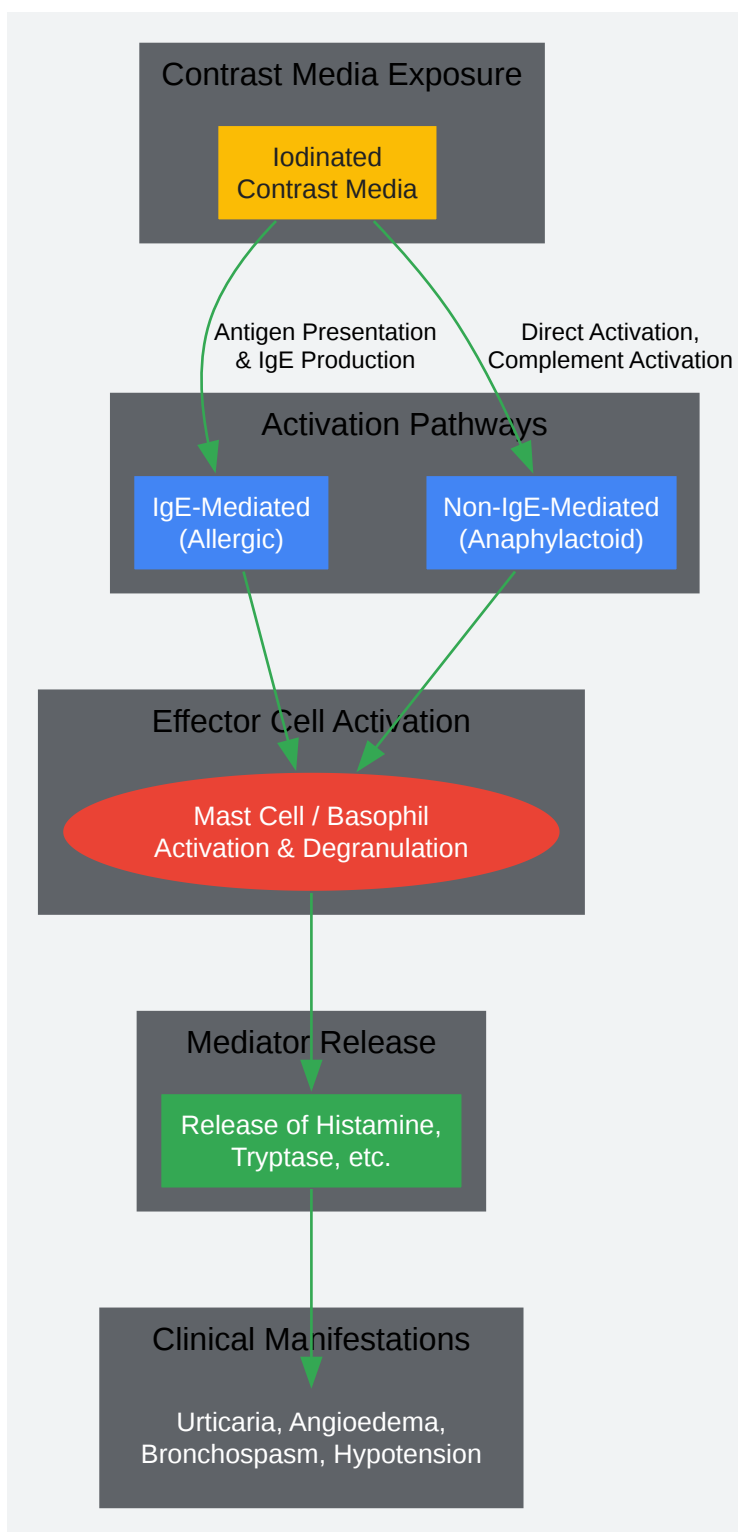 Contrast Media Exposure
Iodinated
Contrast Media
Antigen Presentation
& IgE Production
Direct Activation,
Complement Activation
Activation Pathways
IgE-Mediated
(Allergic)
Non-IgE-Mediated
(Anaphylactoid)
Effector Cell Activation
Mast Cell / Basophil
Activation & Degranulation
Mediator Release
Release of Histamine,
Tryptase, etc.
Clinical Manifestations
Urticaria, Angioedema,
Bronchospasm, Hypotension